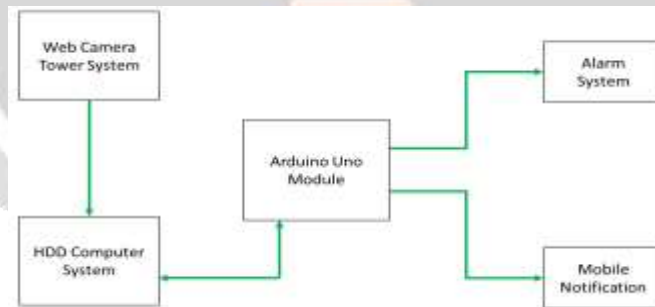 Web Camera
Tower System
Alarm
System
Arduino Uno
Module
HDD Computer
System
Mobile
Notification